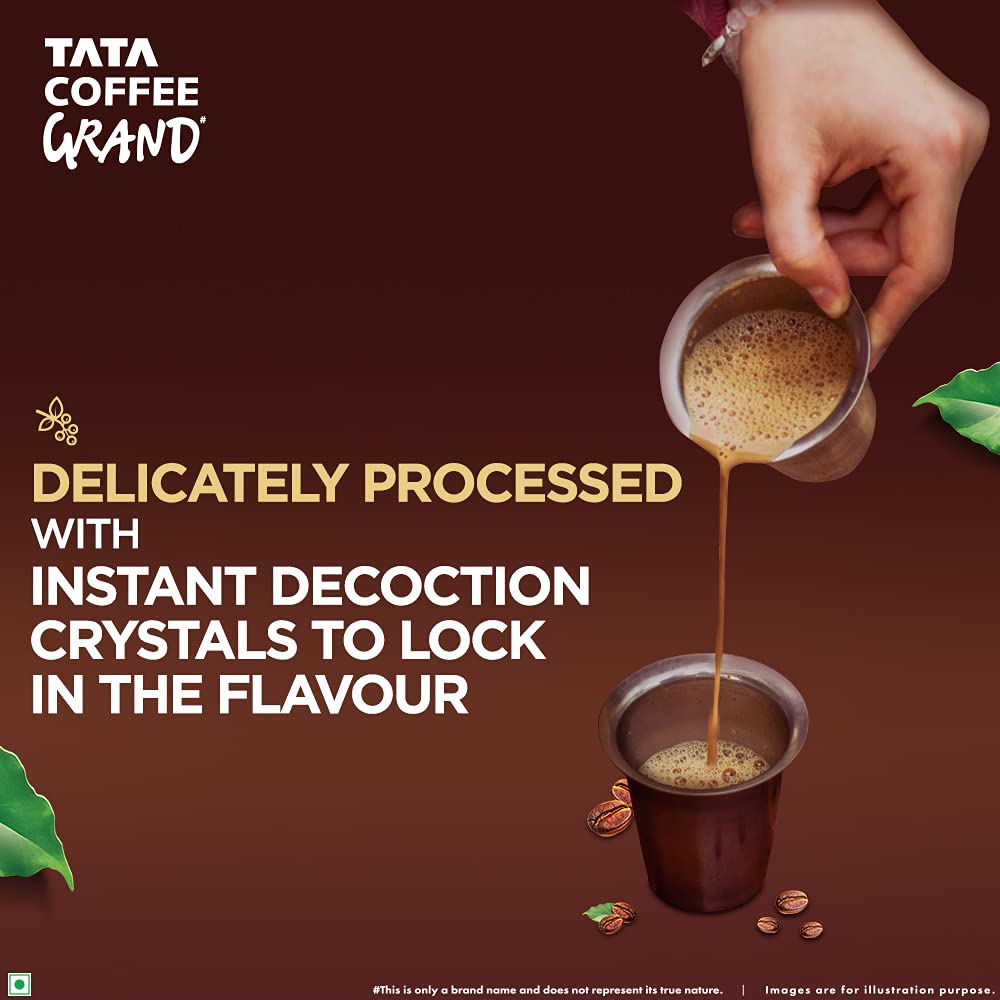 TATA
COFFEE
GRAND#
DELICATELY PROCESSED
WITH
INSTANT DECOCTION
CRYSTALS TO LOCK
IN THE FLAVOUR
#This is only a brand name and does not represent its true nature. | Images are for illustration purpose.